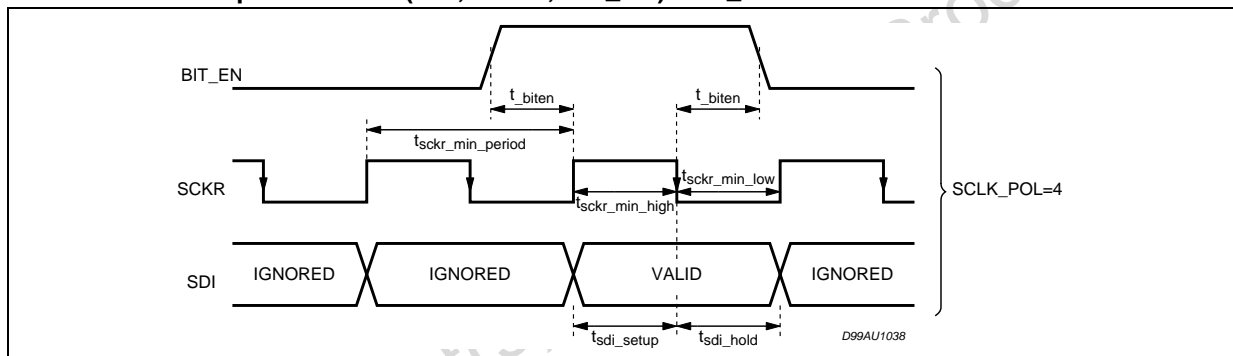 BIT_EN
t_biten
t_biten
tsckr_min_period
SCKR
tsckr_min_low
tsckr_min_high
SCLK_POL=4
SDI
IGNORED
IGNORED
VALID
IGNORED
tsdi_setup
tsdi_hold
D99AU1038